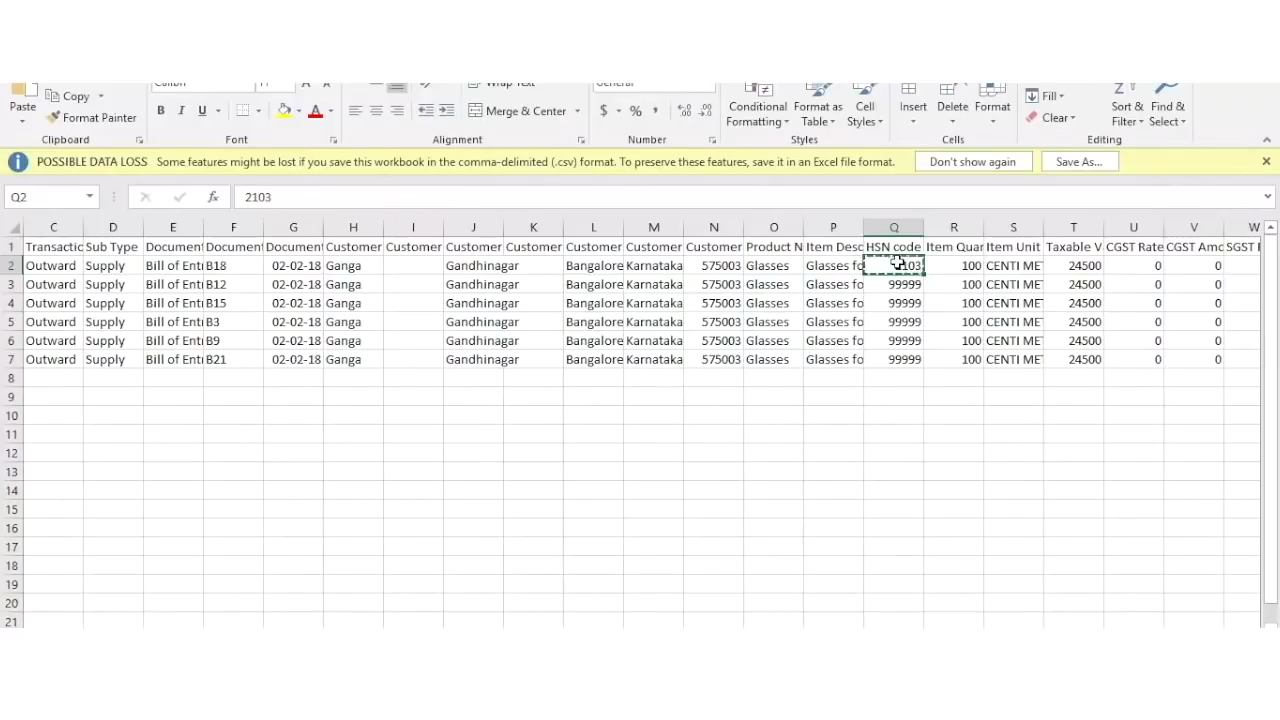 Paste Copy B I U Merge & Center General $ % , Conditional Format as Cell Insert Delete Format Fill Sort & Find &
Format Painter Formatting Table Styles Clear Filter Select
Clipboard Font Alignment Number Styles Cells Editing
POSSIBLE DATA LOSS Some features might be lost if you save this workbook in the comma-delimited (.csv) format. To preserve these features, save it in an Excel file format. Don't show again Save As...
Q2 fx 2103
C D E F G H I J K L M N O P Q R S T U V W
1 Transactio Sub Type Document Document Document Customer Customer Customer Customer Customer Customer Customer Product N Item Desc HSN code Item Quan Item Unit Taxable V CGST Rate CGST Amo SGST
2 Outward Supply Bill of Ent B18 02-02-18 Ganga Gandhinagar Bangalore Karnataka 575003 Glasses Glasses fo 100 CENTI ME 24500 0 0
3 Outward Supply Bill of Ent B12 02-02-18 Ganga Gandhinagar Bangalore Karnataka 575003 Glasses Glasses fo 99999 100 CENTI ME 24500 0 0
4 Outward Supply Bill of Ent B15 02-02-18 Ganga Gandhinagar Bangalore Karnataka 575003 Glasses Glasses fo 99999 100 CENTI ME 24500 0 0
5 Outward Supply Bill of Ent B3 02-02-18 Ganga Gandhinagar Bangalore Karnataka 575003 Glasses Glasses fo 99999 100 CENTI ME 24500 0 0
6 Outward Supply Bill of Ent B9 02-02-18 Ganga Gandhinagar Bangalore Karnataka 575003 Glasses Glasses fo 99999 100 CENTI ME 24500 0 0
7 Outward Supply Bill of Ent B21 02-02-18 Ganga Gandhinagar Bangalore Karnataka 575003 Glasses Glasses fo 99999 100 CENTI ME 24500 0 0
8
9
10
11
12
13
14
15
16
17
18
19
20
21